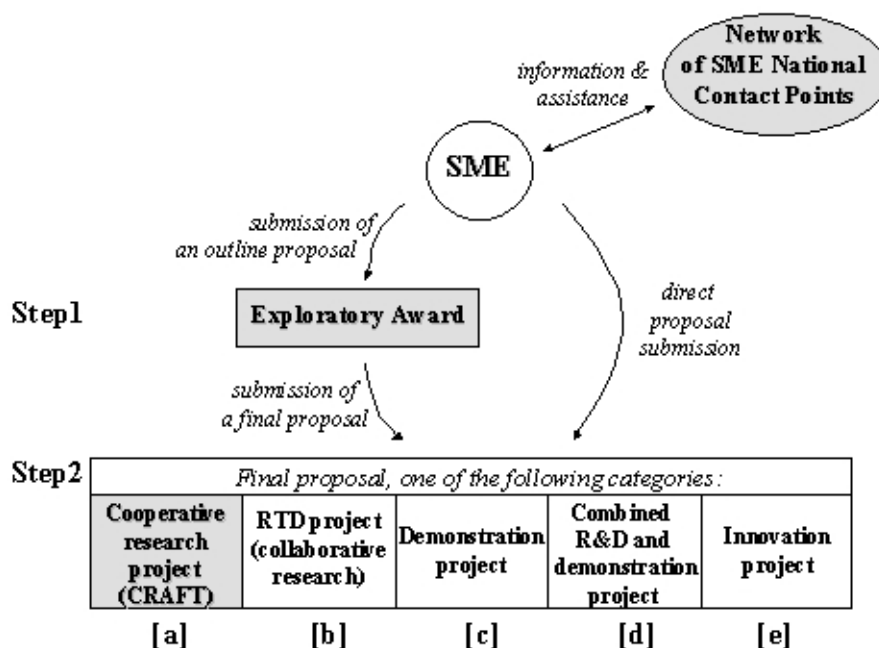 Network
of SME National
Contact Points
information &
assistance
SME
submission of
an outline proposal
Step1
Exploratory Award
direct
proposal
submission
submission of
a final proposal
Step2
Final proposal, one of the following categories :
Cooperative
research
project
(CRAFT)
RTD project
(collaborative
research)
Demonstration
project
Combined
R&D and
demonstration
project
Innovation
project
[a]
[b]
[c]
[d]
[e]